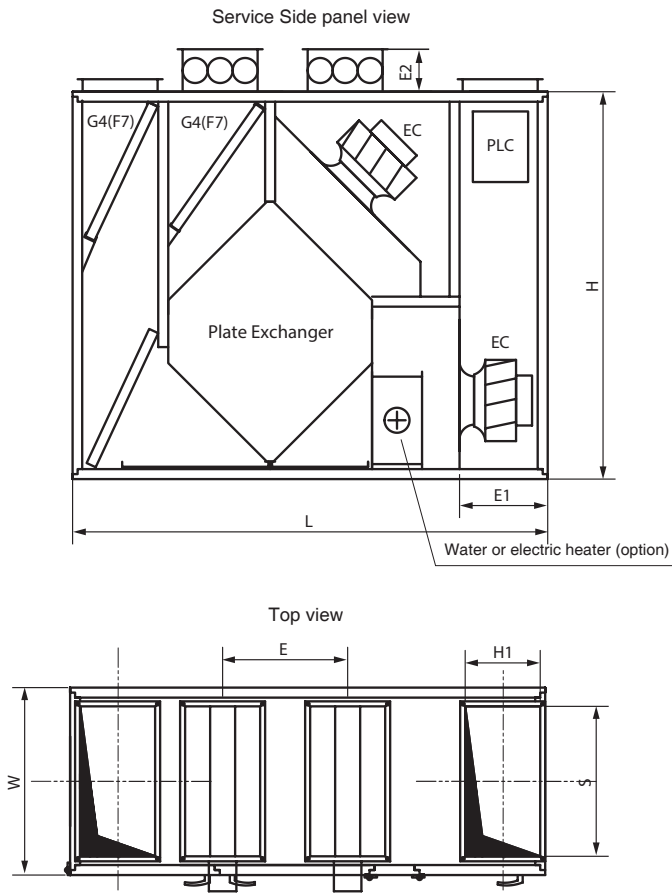 Service Side panel view
E2
G4(F7)
G4(F7)
EC
PLC
H
Plate Exchanger
EC
E1
L
Water or electric heater (option)
Top view
E
H1
W
S